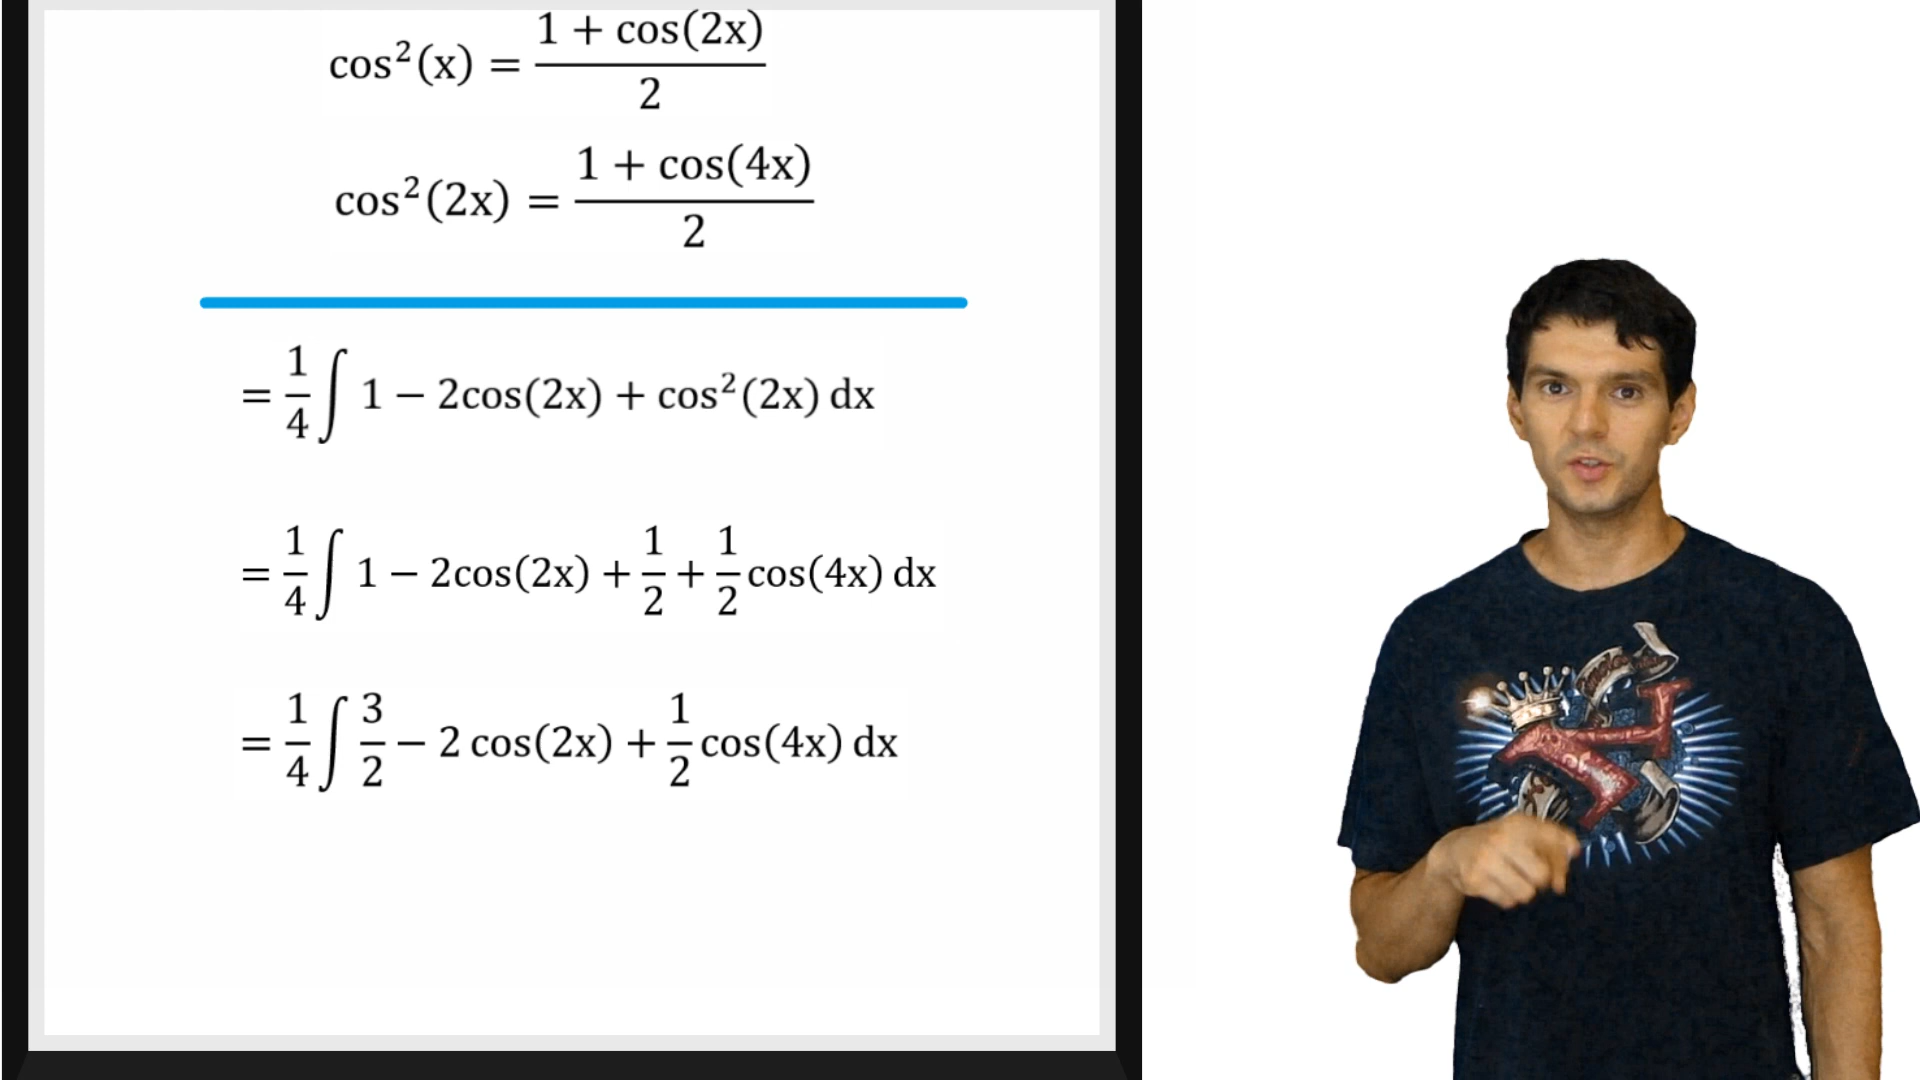 cos²(x) = (1 + cos(2x))/2
cos²(2x) = (1 + cos(4x))/2
= 1/4 ∫ 1 − 2cos(2x) + cos²(2x) dx
= 1/4 ∫ 1 − 2cos(2x) + 1/2 + 1/2 cos(4x) dx
= 1/4 ∫ 3/2 − 2 cos(2x) + 1/2 cos(4x) dx